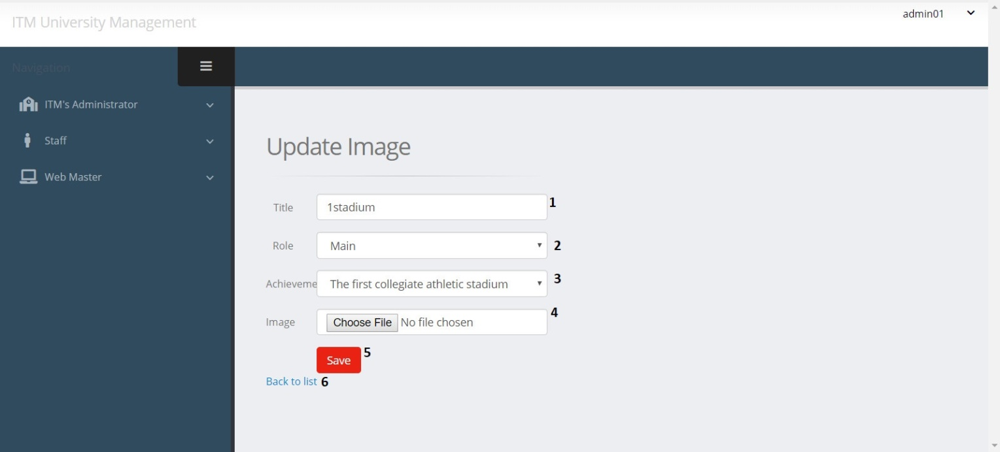 ITM University Management
admin01
Navigation
ITM's Administrator
Staff
Web Master
Update Image
Title 1stadium 1
Role Main 2
Achieveme The first collegiate athletic stadium 3
Image Choose File No file chosen 4
Save 5
Back to list 6